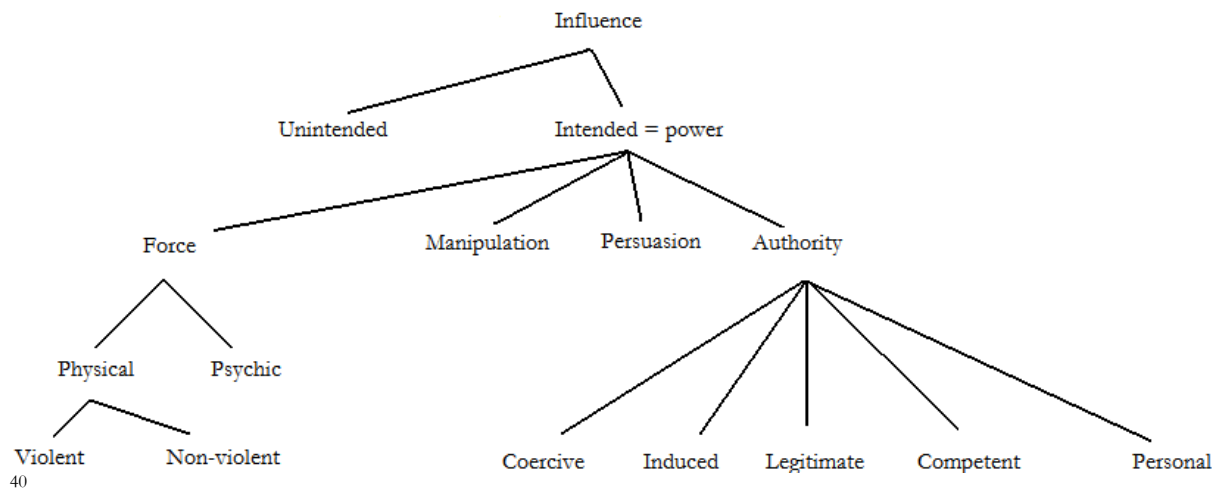 Influence
Unintended
Intended = power
Force
Manipulation
Persuasion
Authority
Physical
Psychic
Violent
Non-violent
Coercive
Induced
Legitimate
Competent
Personal
40